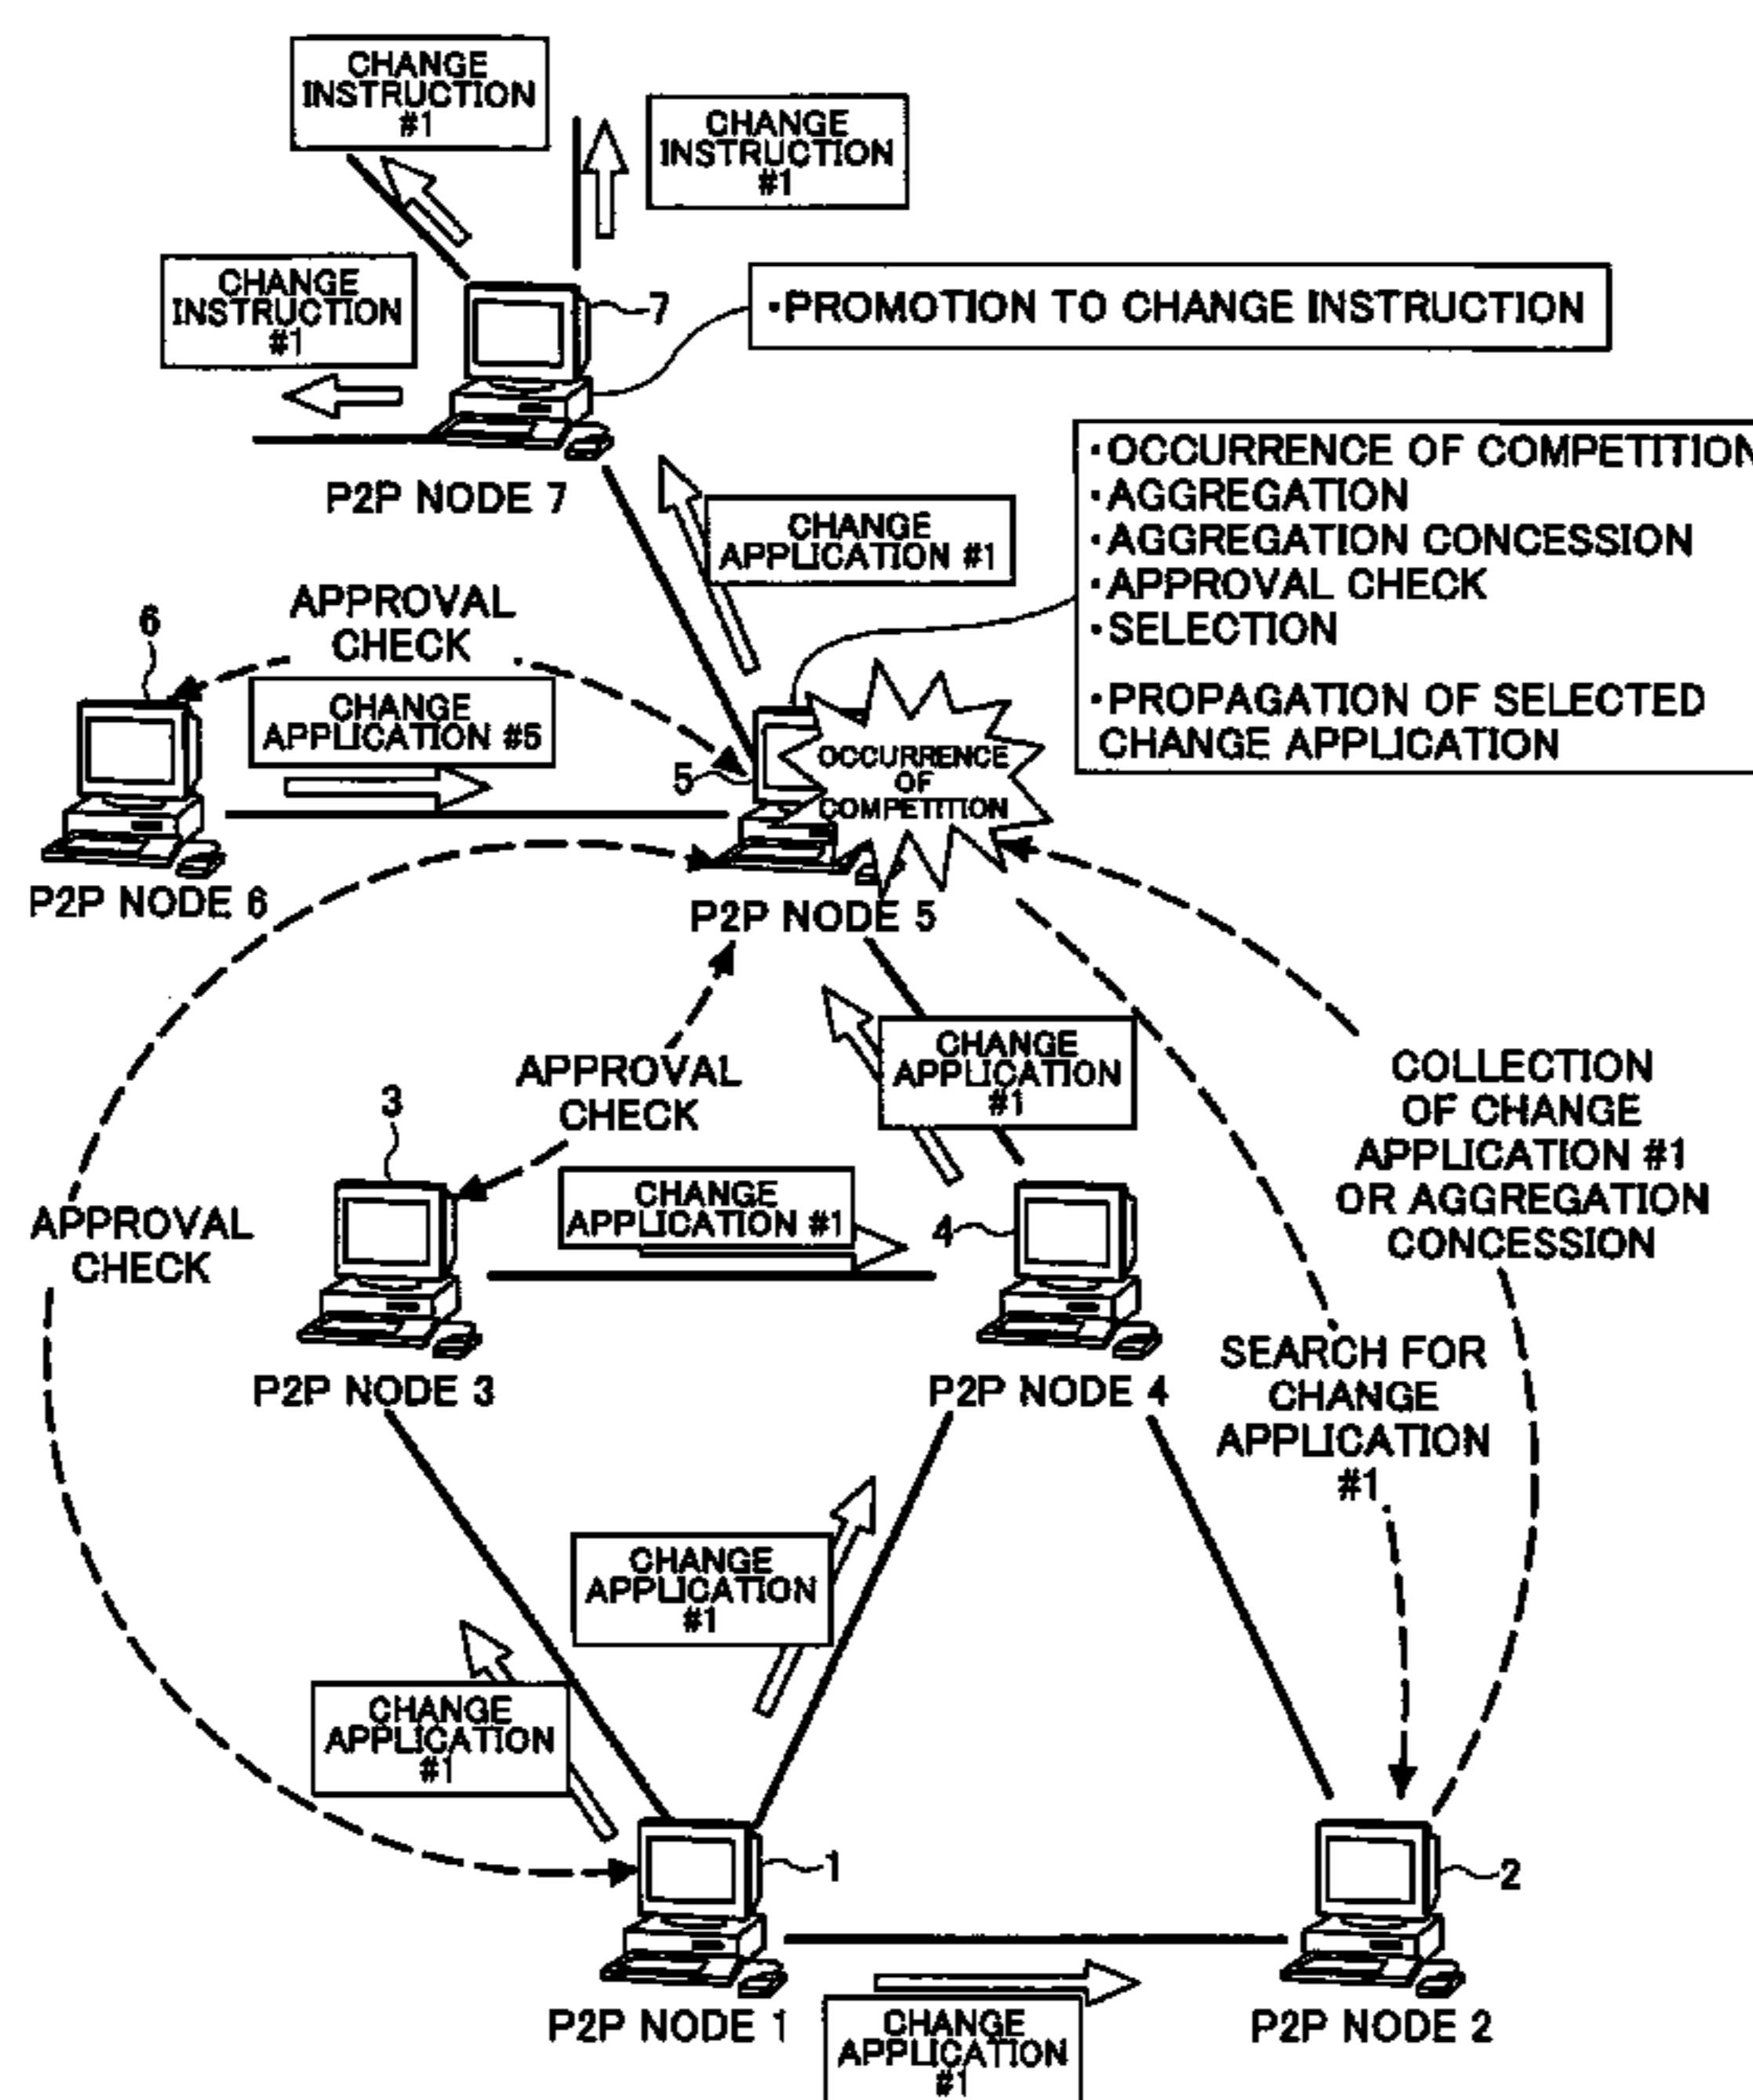 CHANGE
INSTRUCTION
#1
CHANGE
INSTRUCTION
#1
CHANGE
INSTRUCTION
#1
7
·PROMOTION TO CHANGE INSTRUCTION
P2P NODE 7
·OCCURRENCE OF COMPETITION
·AGGREGATION
·AGGREGATION CONCESSION
·APPROVAL CHECK
·SELECTION
·PROPAGATION OF SELECTED
CHANGE APPLICATION
CHANGE
APPLICATION #1
APPROVAL
CHECK
6
CHANGE
APPLICATION #5
5
OCCURRENCE
OF
COMPETITION
P2P NODE 6
P2P NODE 5
CHANGE
APPLICATION
#1
APPROVAL
CHECK
COLLECTION
OF CHANGE
APPLICATION #1
OR AGGREGATION
CONCESSION
3
CHANGE
APPLICATION #1
4
APPROVAL
CHECK
P2P NODE 3
P2P NODE 4
SEARCH FOR
CHANGE
APPLICATION
#1
CHANGE
APPLICATION
#1
CHANGE
APPLICATION
#1
1
2
P2P NODE 1
P2P NODE 2
CHANGE
APPLICATION
#1